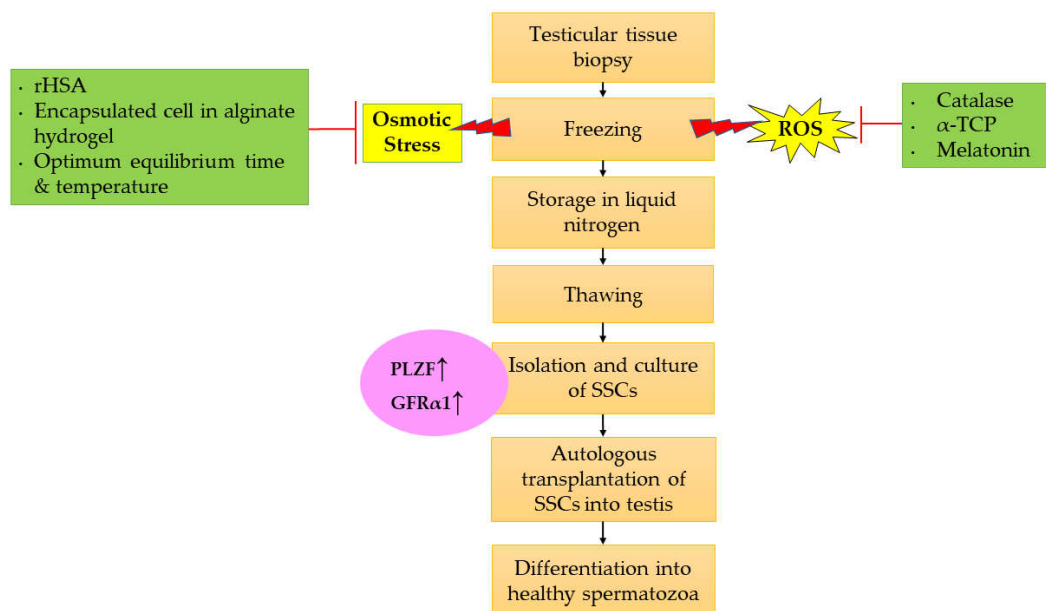 Testicular tissue
biopsy
· rHSA
· Encapsulated cell in alginate
hydrogel
· Optimum equilibrium time
& temperature
Osmotic
Stress
Freezing
ROS
· Catalase
· α-TCP
· Melatonin
Storage in liquid
nitrogen
Thawing
PLZF↑
GFRα1↑
Isolation and culture
of SSCs
Autologous
transplantation of
SSCs into testis
Differentiation into
healthy spermatozoa